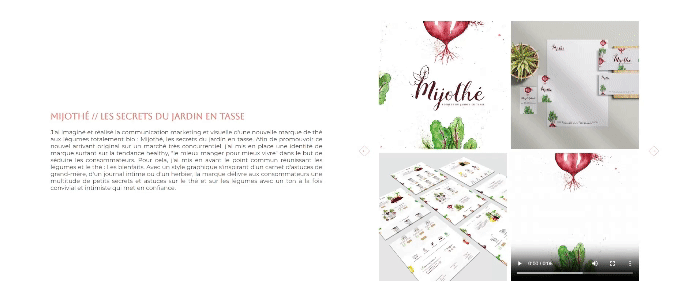 MIJOTHÉ // LES SECRETS DU JARDIN EN TASSE
J'ai imaginé et réalisé la communication marketing et visuelle d'une nouvelle marque de thé
aux légumes totalement bio : Mijothé, les secrets du jardin en tasse. Afin de promouvoir ce
nouvel arrivant original sur un marché très concurrentiel, j'ai mis en place une identité de
marque surfant sur la tendance healthy, "le mieux manger pour mieux vivre" dans le but de
séduire les consommateurs. Pour cela, j'ai mis en avant le point commun réunissant les
légumes et le thé : Les bienfaits. Avec un style graphique s'inspirant d'un carnet d'astuces de
grand-mère, d'un journal intime ou d'un herbier, la marque délivre aux consommateurs une
multitude de petits secrets et astuces sur le thé et sur les légumes avec un ton à la fois
convivial et intimiste qui met en confiance.
Mijothé
Mijothé
0:00 / 0:06